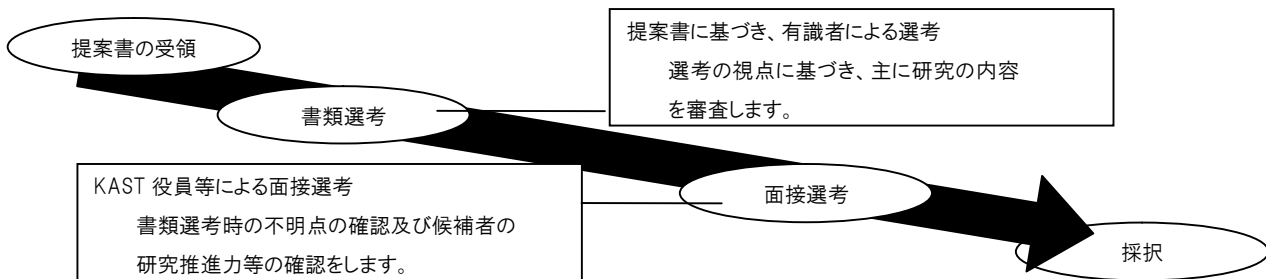 提案書の受領
提案書に基づき、有識者による選考
選考の視点に基づき、主に研究の内容
を審査します。
書類選考
KAST 役員等による面接選考
書類選考時の不明点の確認及び候補者の
研究推進力等の確認をします。
面接選考
採択